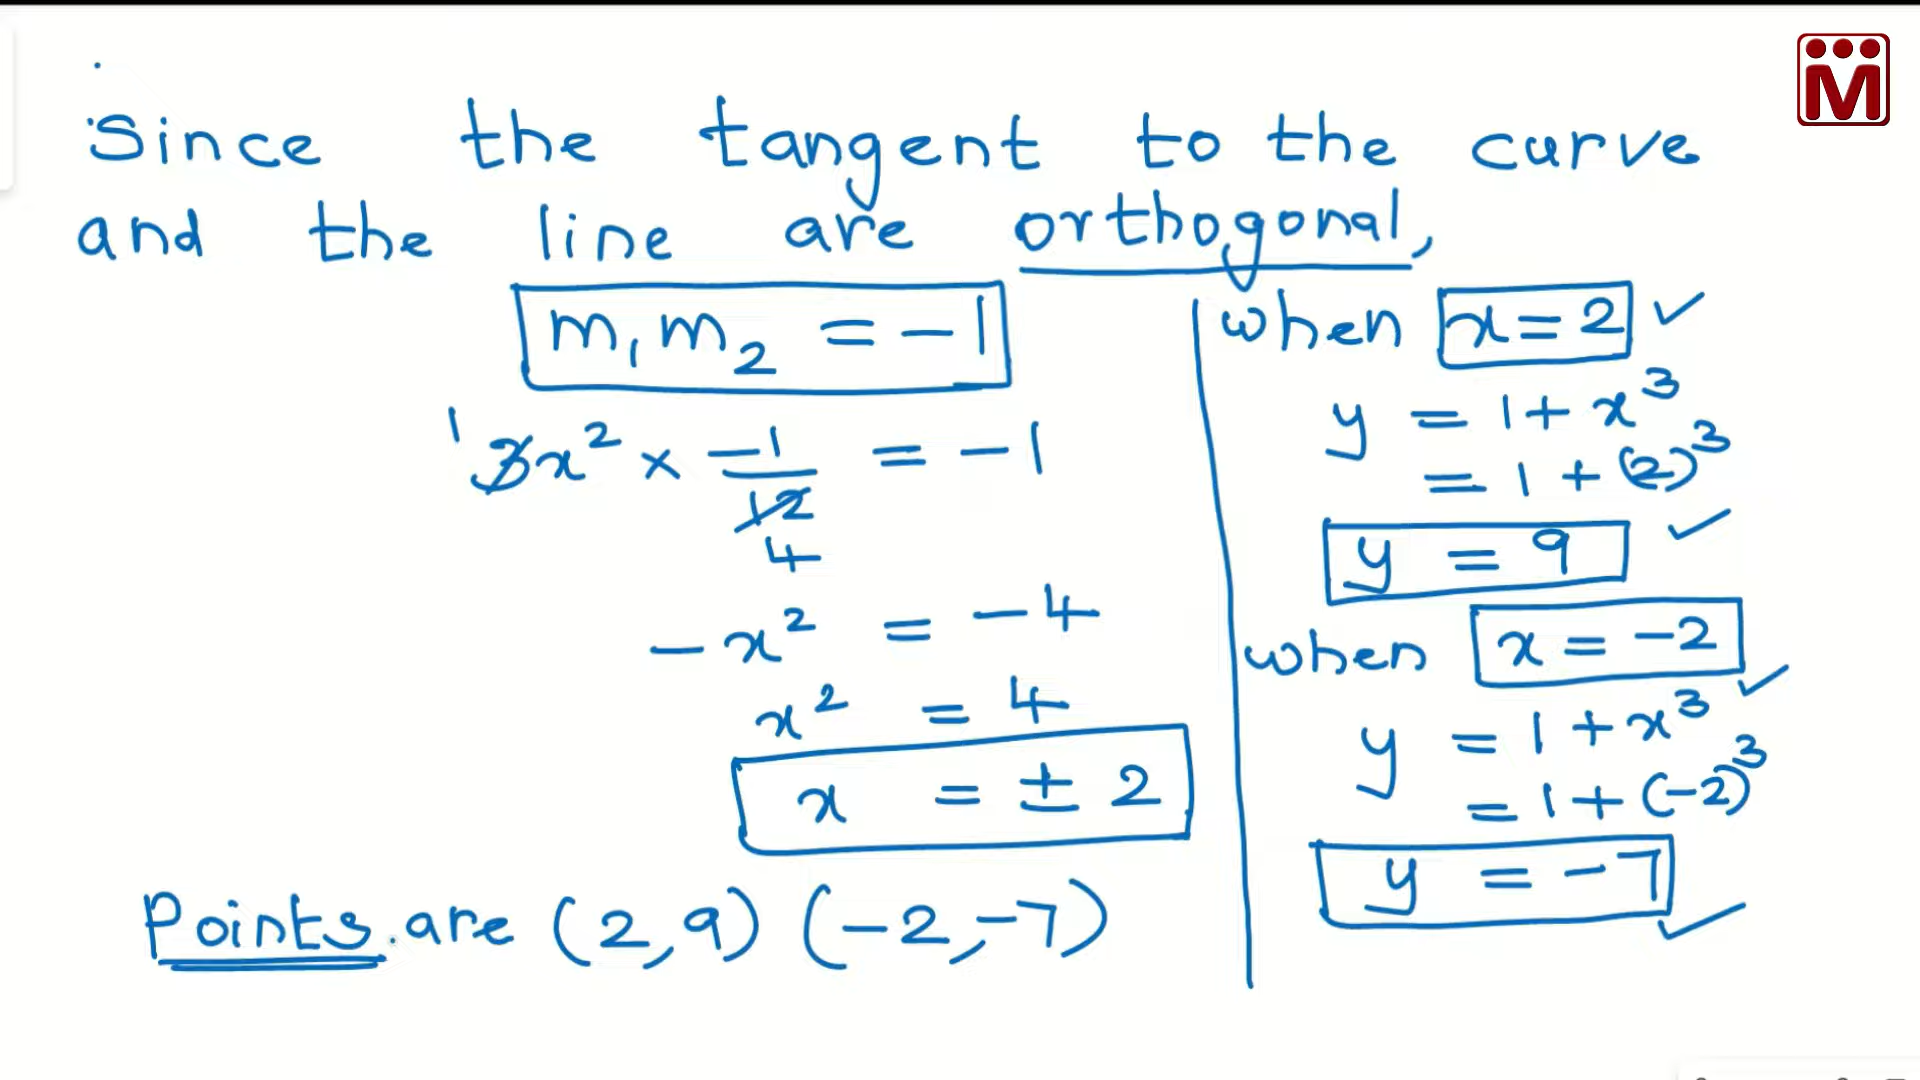 Since the tangent to the curve
and the line are orthogonal,
m₁m₂ = -1
1
3x² × -1/12 = -1
4
-x² = -4
x² = 4
x = ± 2
Points are (2,9) (-2,-7)
when x = 2 ✓
y = 1 + x³
= 1 + (2)³
y = 9 ✓
when x = -2 ✓
y = 1 + x³
= 1 + (-2)³
y = -7 ✓
M